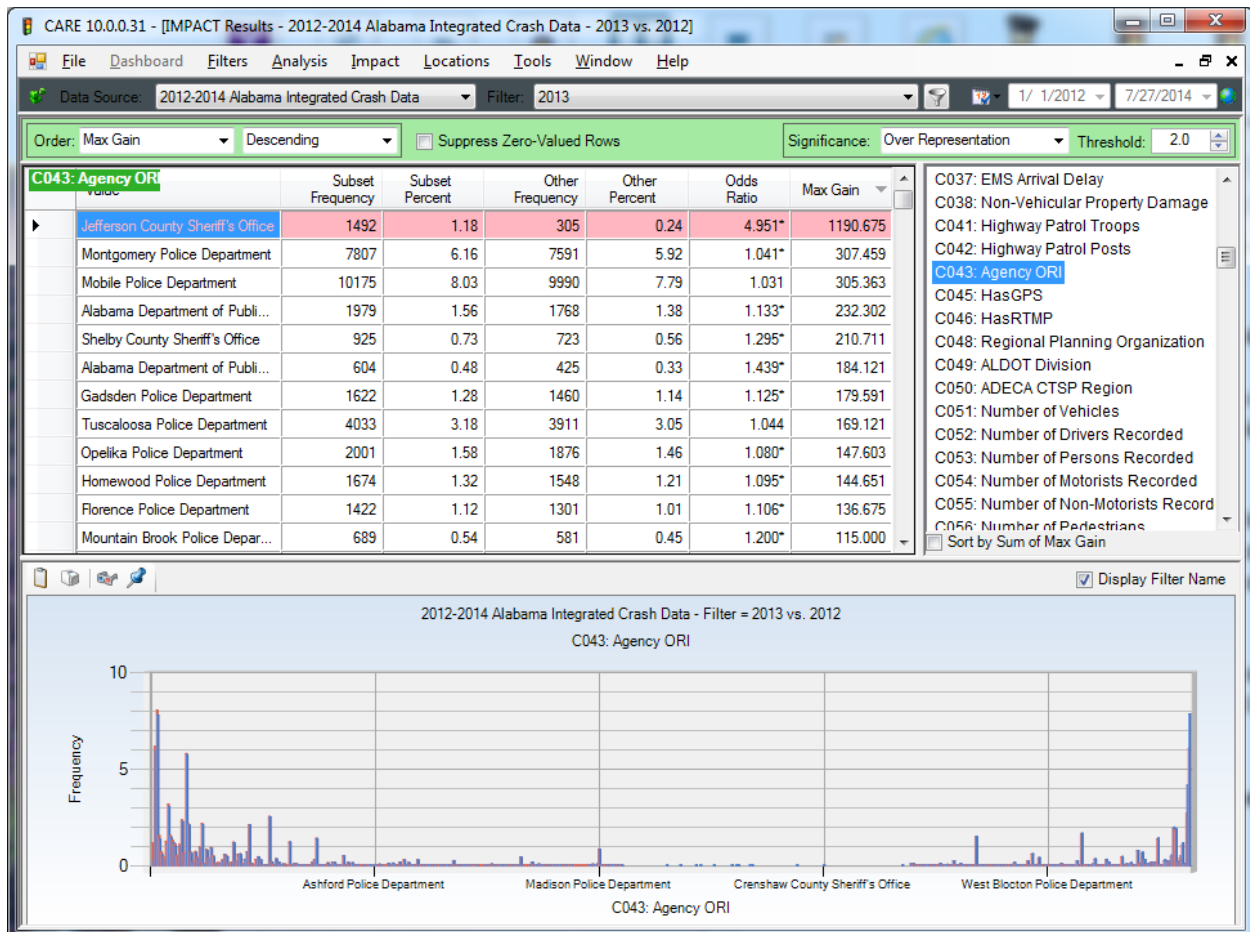 CARE 10.0.0.31 - [IMPACT Results - 2012-2014 Alabama Integrated Crash Data - 2013 vs. 2012]
File Dashboard Filters Analysis Impact Locations Tools Window Help
Data Source: 2012-2014 Alabama Integrated Crash Data Filter: 2013 1/ 1/2012 7/27/2014
Order: Max Gain Descending Suppress Zero-Valued Rows Significance: Over Representation Threshold: 2.0
C043: Agency ORI Subset Frequency Subset Percent Other Frequency Other Percent Odds Ratio Max Gain
Jefferson County Sheriff's Office 1492 1.18 305 0.24 4.951* 1190.675
Montgomery Police Department 7807 6.16 7591 5.92 1.041* 307.459
Mobile Police Department 10175 8.03 9990 7.79 1.031 305.363
Alabama Department of Publi... 1979 1.56 1768 1.38 1.133* 232.302
Shelby County Sheriff's Office 925 0.73 723 0.56 1.295* 210.711
Alabama Department of Publi... 604 0.48 425 0.33 1.439* 184.121
Gadsden Police Department 1622 1.28 1460 1.14 1.125* 179.591
Tuscaloosa Police Department 4033 3.18 3911 3.05 1.044 169.121
Opelika Police Department 2001 1.58 1876 1.46 1.080* 147.603
Homewood Police Department 1674 1.32 1548 1.21 1.095* 144.651
Florence Police Department 1422 1.12 1301 1.01 1.106* 136.675
Mountain Brook Police Depar... 689 0.54 581 0.45 1.200* 115.000
C037: EMS Arrival Delay
C038: Non-Vehicular Property Damage
C041: Highway Patrol Troops
C042: Highway Patrol Posts
C043: Agency ORI
C045: HasGPS
C046: HasRTMP
C048: Regional Planning Organization
C049: ALDOT Division
C050: ADECA CTSP Region
C051: Number of Vehicles
C052: Number of Drivers Recorded
C053: Number of Persons Recorded
C054: Number of Motorists Recorded
C055: Number of Non-Motorists Record
C056: Number of Pedestrians
Sort by Sum of Max Gain
Display Filter Name
2012-2014 Alabama Integrated Crash Data - Filter = 2013 vs. 2012
C043: Agency ORI
10
5
0
Frequency
Ashford Police Department Madison Police Department Crenshaw County Sheriff's Office West Blocton Police Department
C043: Agency ORI